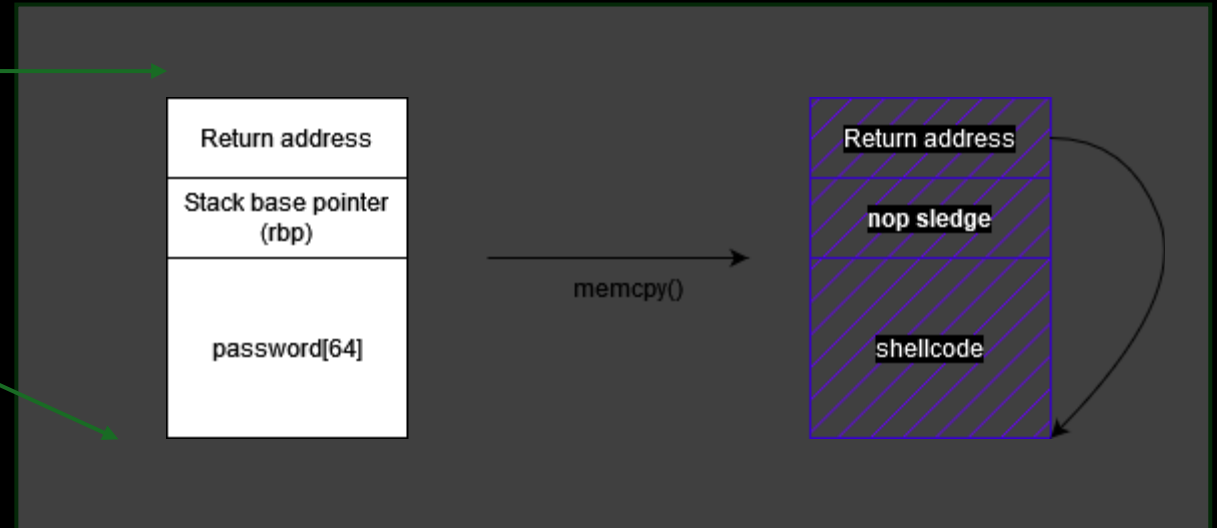 Return address
Stack base pointer
(rbp)
password[64]
memcpy()
Return address
nop sledge
shellcode